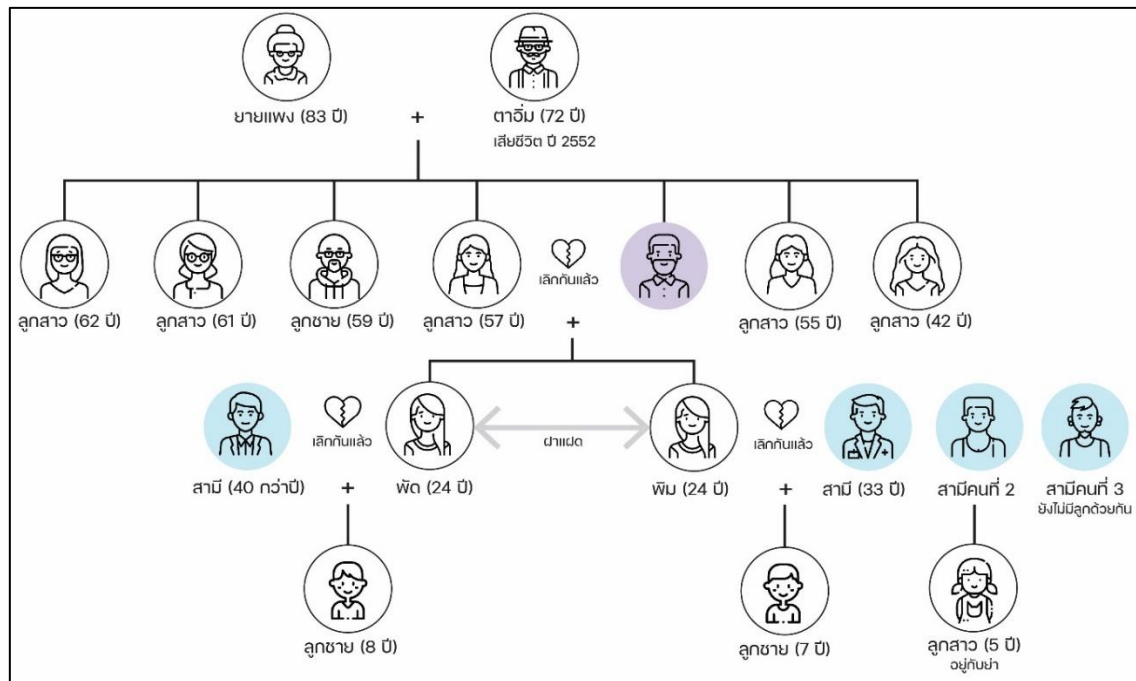 ยายแพง (83 ปี)
+
ตาอิ่ม (72 ปี)
เสียชีวิต ปี 2552
ลูกสาว (62 ปี)
ลูกสาว (61 ปี)
ลูกชาย (59 ปี)
ลูกสาว (57 ปี)
เลิกกันแล้ว
ลูกสาว (55 ปี)
ลูกสาว (42 ปี)
+
สามี (40 กว่าปี)
เลิกกันแล้ว
+
พัด (24 ปี)
ฝาแฝด
พิม (24 ปี)
เลิกกันแล้ว
+
สามี (33 ปี)
สามีคนที่ 2
สามีคนที่ 3
ยังไม่มีลูกด้วยกัน
ลูกชาย (8 ปี)
ลูกชาย (7 ปี)
ลูกสาว (5 ปี)
อยู่กับย่า